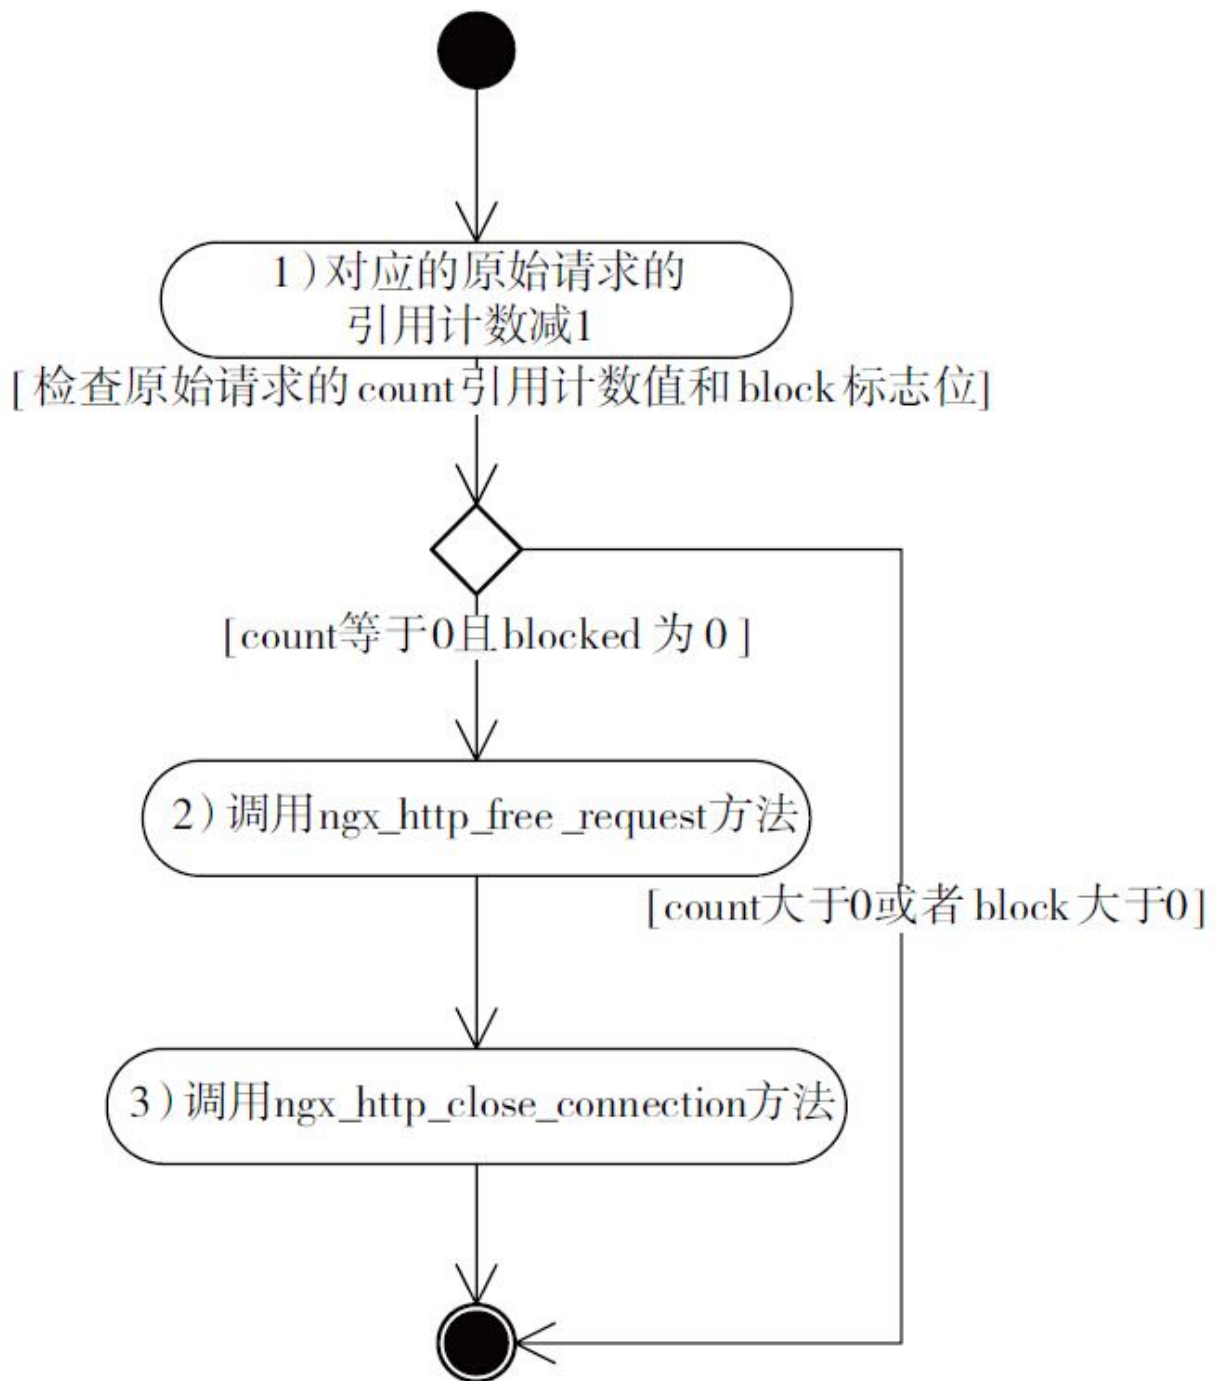 1)对应的原始请求的
引用计数减1
[检查原始请求的count引用计数值和block标志位]
[count等于0且blocked 为 0 ]
2)调用ngx_http_free _request方法
[count大于0或者 block 大于0]
3)调用ngx_http_close_connection方法